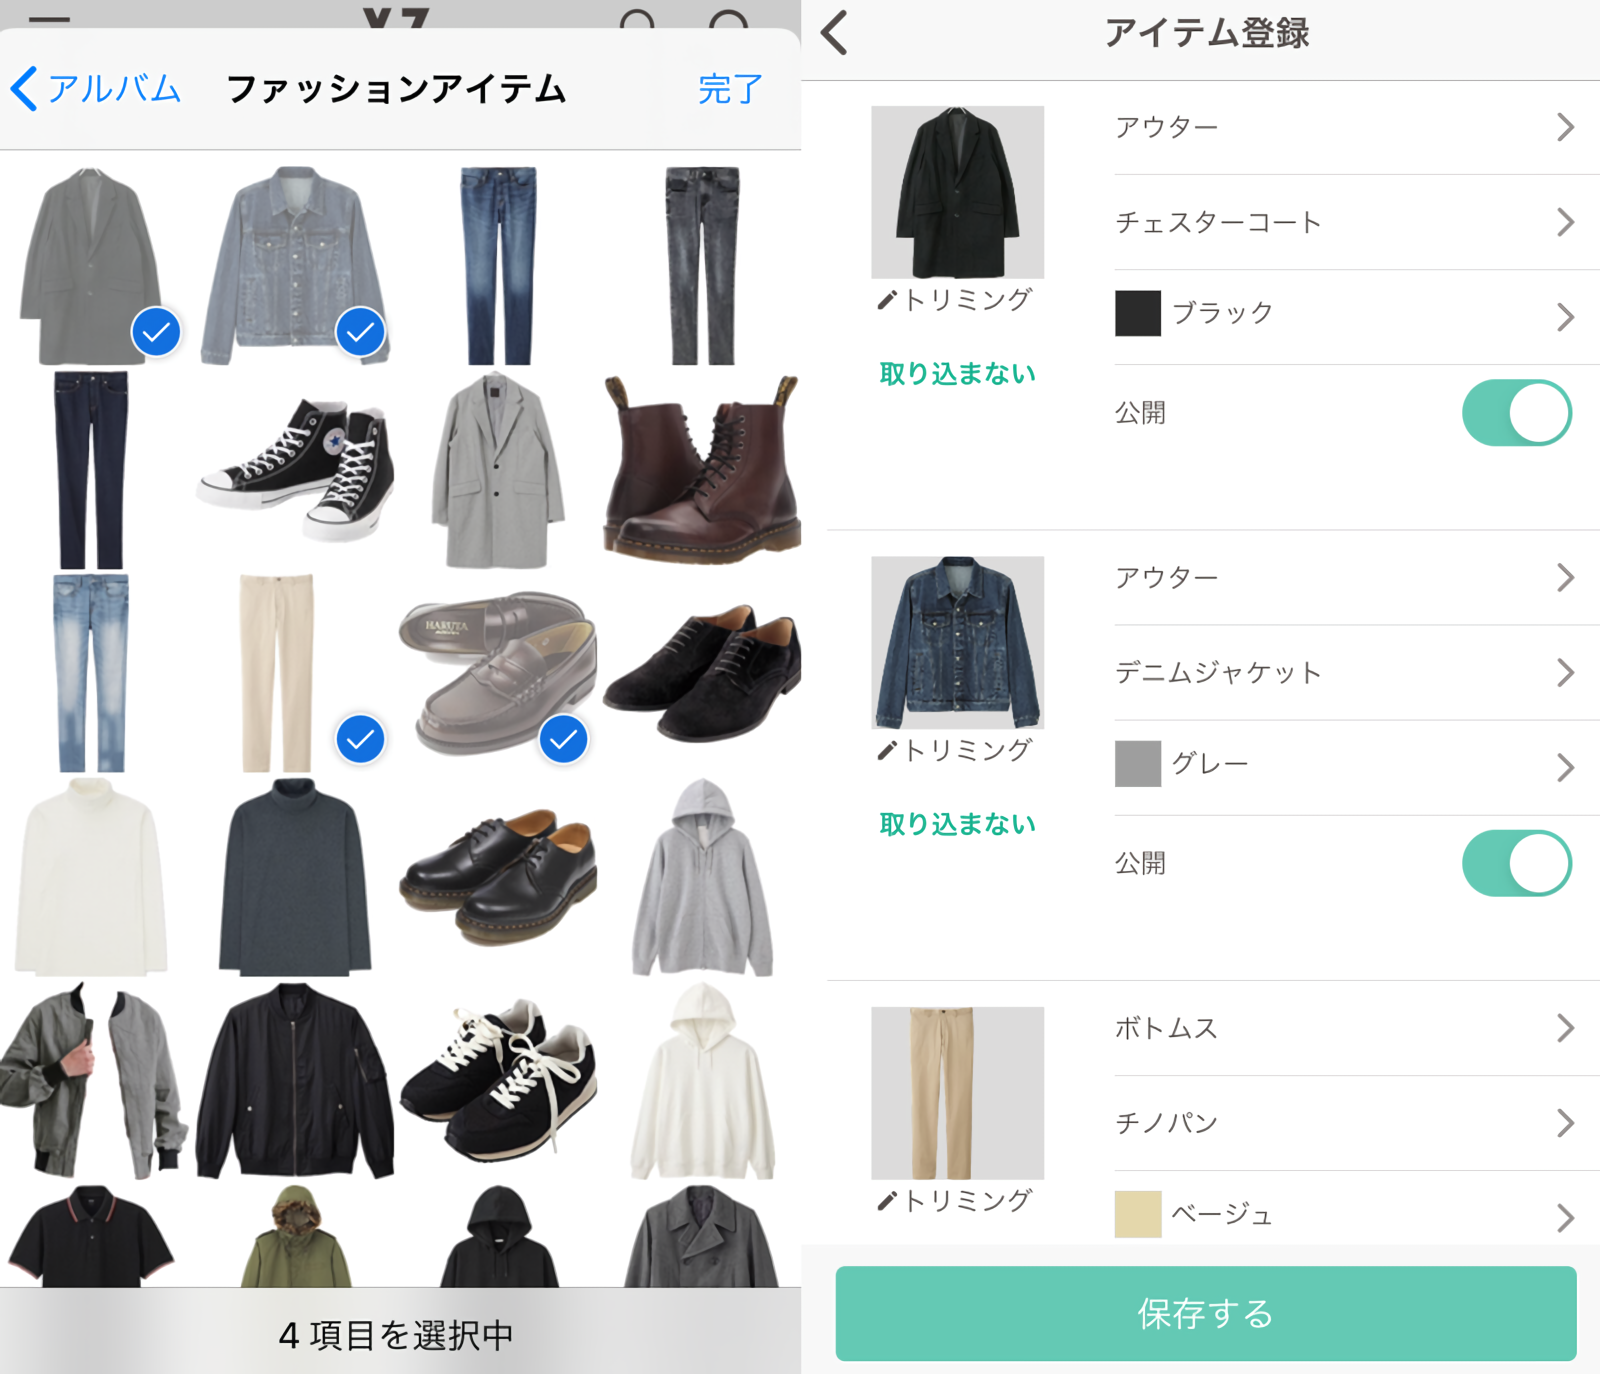 アルバム
ファッションアイテム
完了
HARUTA
4 項目を選択中
アイテム登録
アウター
チェスターコート
ブラック
トリミング
取り込まない
公開
アウター
デニムジャケット
グレー
トリミング
取り込まない
公開
ボトムス
チノパン
ベージュ
トリミング
保存する